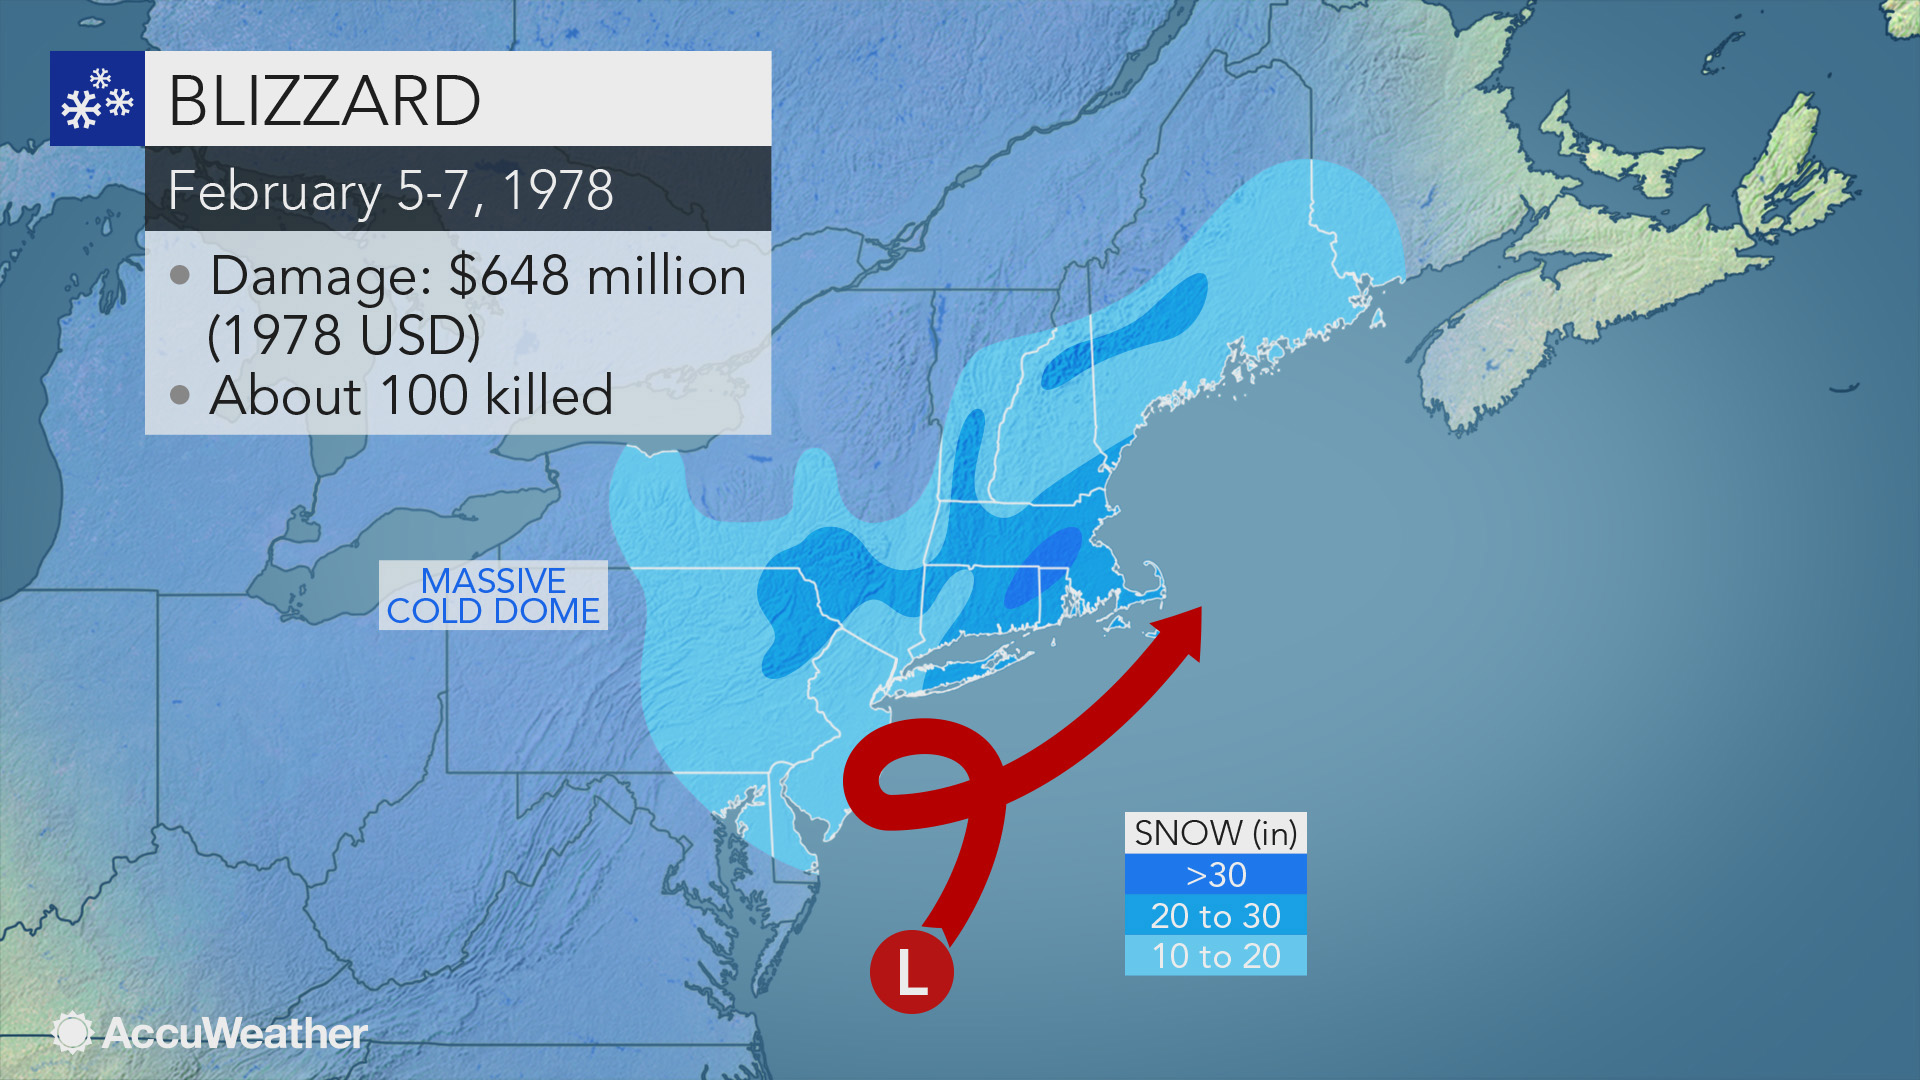 BLIZZARD
February 5-7, 1978
• Damage: $648 million
(1978 USD)
• About 100 killed
MASSIVE
COLD DOME
SNOW (in)
>30
20 to 30
10 to 20
L
AccuWeather